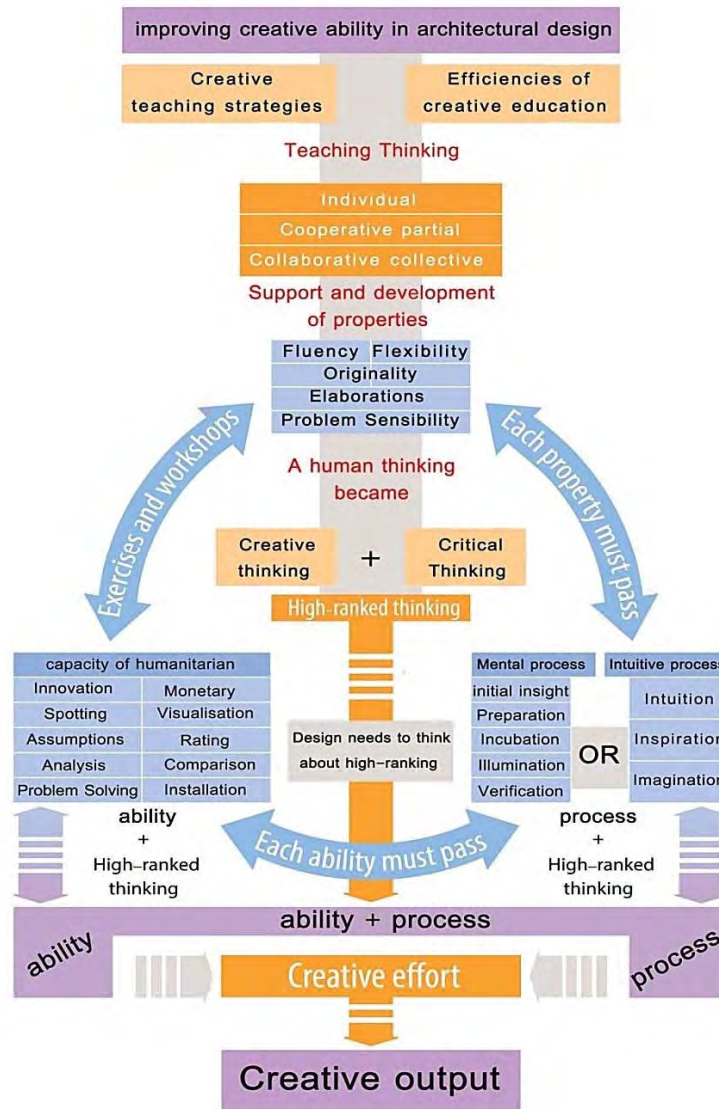 improving creative ability in architectural design
Creative
teaching strategies
Efficiencies of
creative education
Teaching Thinking
Individual
Cooperative partial
Collaborative collective
Support and development
of properties
Fluency
Flexibility
Originality
Elaborations
Problem Sensibility
Exercises and workshops
Each property must pass
A human thinking
became
Creative
thinking
+
Critical
Thinking
High-ranked thinking
capacity of humanitarian
Innovation
Monetary
Spotting
Visualisation
Assumptions
Rating
Analysis
Comparison
Problem Solving
Installation
Design needs to think
about high-ranking
Mental process
Intuitive process
initial insight
Preparation
Incubation
Illumination
Verification
OR
Intuition
Inspiration
Imagination
ability
+
High-ranked
thinking
Each ability must pass
process
+
High-ranked
thinking
ability + process
ability
process
Creative effort
Creative output